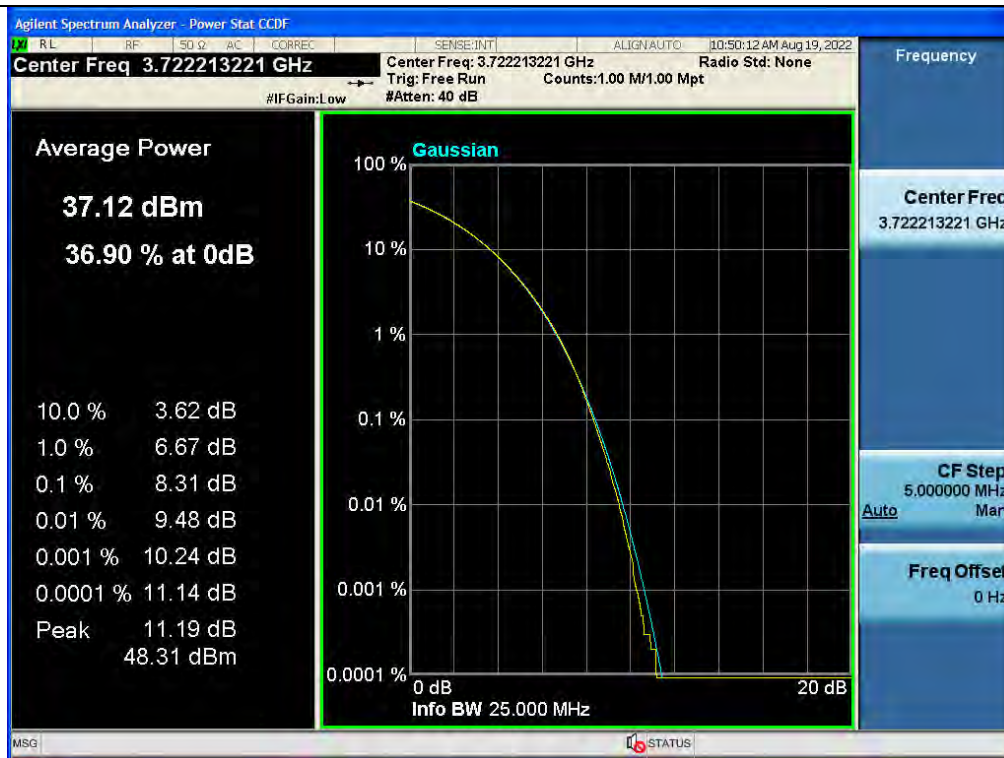 Agilent Spectrum Analyzer - Power Stat CCDF
LXI RL RF 50 Ω AC CORREC SENSE:INT ALIGNAUTO 10:50:12 AM Aug 19, 2022
Center Freq 3.722213221 GHz
#IFGain:Low
Center Freq: 3.722213221 GHz Radio Std: None
Trig: Free Run Counts:1.00 M/1.00 Mpt
#Atten: 40 dB
Average Power
37.12 dBm
36.90 % at 0dB
10.0 % 3.62 dB
1.0 % 6.67 dB
0.1 % 8.31 dB
0.01 % 9.48 dB
0.001 % 10.24 dB
0.0001 % 11.14 dB
Peak 11.19 dB
48.31 dBm
Gaussian
100 %
10 %
1 %
0.1 %
0.01 %
0.001 %
0.0001 %
0 dB 20 dB
Info BW 25.000 MHz
Frequency
Center Freq
3.722213221 GHz
CF Step
5.000000 MHz
Auto Man
Freq Offset
0 Hz
MSG STATUS